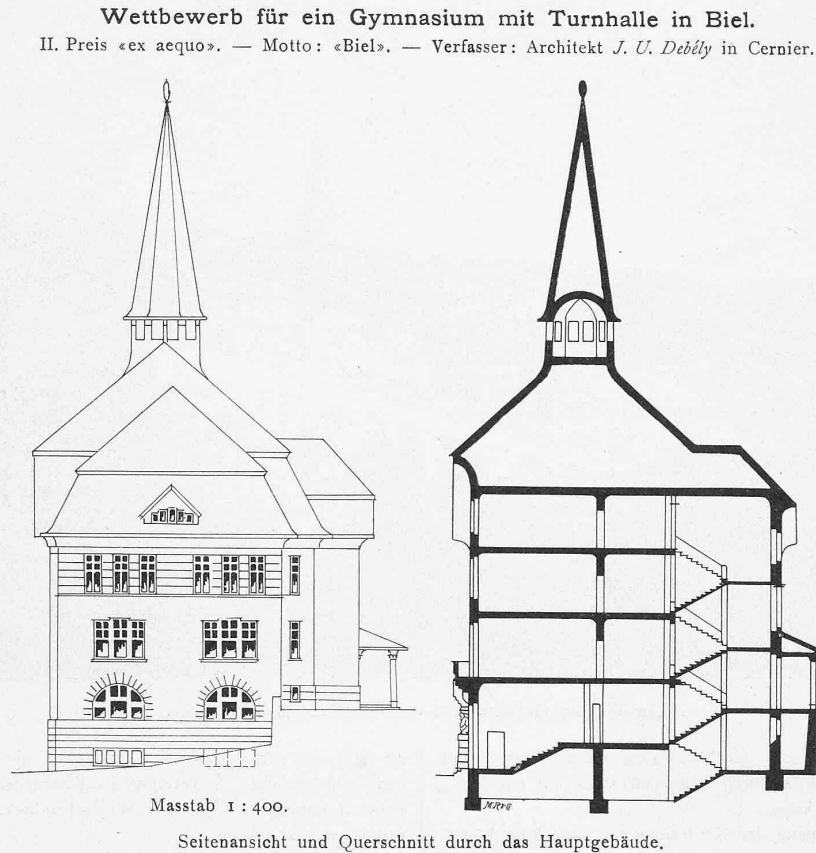 Wettbewerb für ein Gymnasium mit Turnhalle in Biel.
II. Preis «ex aequo». — Motto: «Biel». — Verfasser: Architekt J. U. Debély in Cernier.
Masstab 1 : 400.
Seitenansicht und Querschnitt durch das Hauptgebäude.